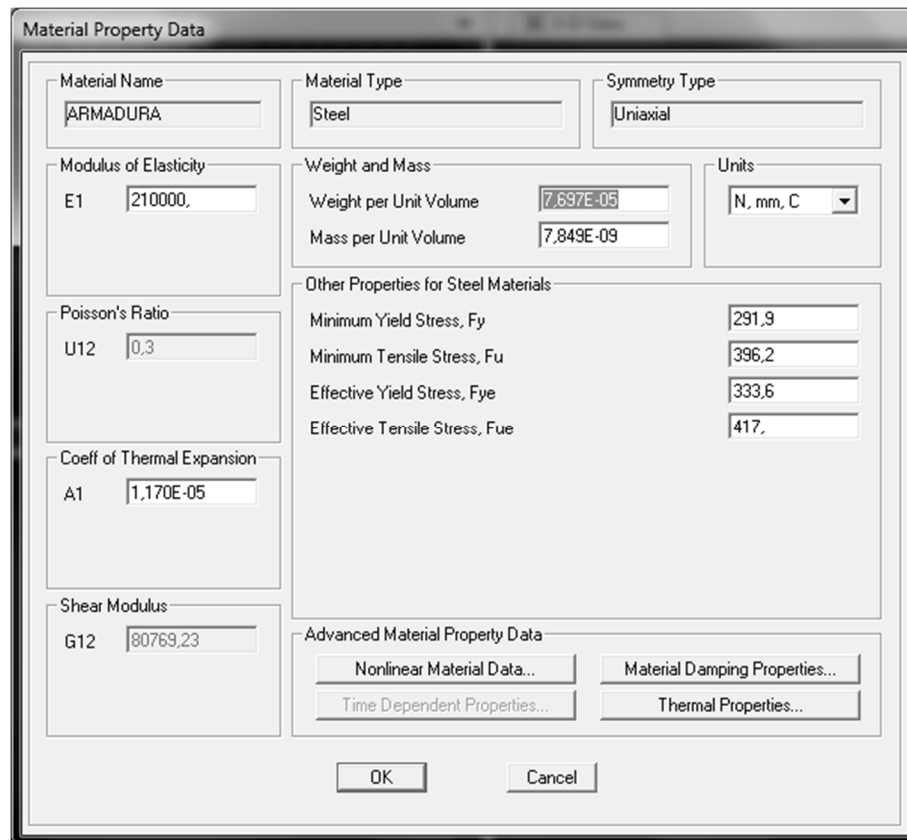 Material Property Data
Material Name
ARMADURA
Material Type
Steel
Symmetry Type
Uniaxial
Modulus of Elasticity
E1 210000,
Weight and Mass
Weight per Unit Volume 7,697E-05
Mass per Unit Volume 7,849E-09
Units
N, mm, C
Poisson's Ratio
U12 0,3
Other Properties for Steel Materials
Minimum Yield Stress, Fy 291,9
Minimum Tensile Stress, Fu 396,2
Effective Yield Stress, Fye 333,6
Effective Tensile Stress, Fue 417,
Coeff of Thermal Expansion
A1 1,170E-05
Shear Modulus
G12 80769,23
Advanced Material Property Data
Nonlinear Material Data... Material Damping Properties...
Time Dependent Properties... Thermal Properties...
OK Cancel